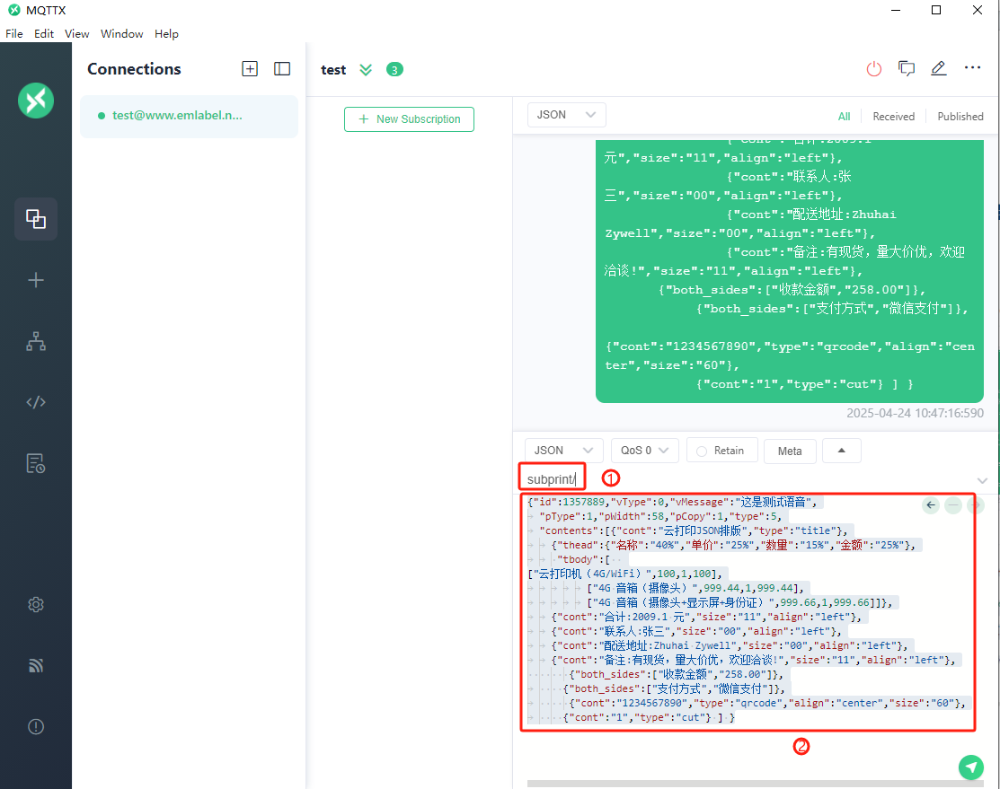 MQTTX
File Edit View Window Help
Connections
test@www.emlabel.n...
test 3
+ New Subscription
JSON
All Received Published
{"cont":"合计:2009.1
元","size":"11","align":"left"},
{"cont":"联系人:张
三","size":"00","align":"left"},
{"cont":"配送地址:Zhuhai
Zywell","size":"00","align":"left"},
{"cont":"备注:有现货，量大价优，欢迎
洽谈!","size":"11","align":"left"},
{"both_sides":["收款金额","258.00"]},
{"both_sides":["支付方式","微信支付"]},
{"cont":"1234567890","type":"qrcode","align":"cen
ter","size":"60"},
{"cont":"1","type":"cut"} ] }
2025-04-24 10:47:16:590
JSON QoS 0 Retain Meta
subprint/
①
{"id":1357889,"vType":0,"vMessage":"这是测试语音",
"pType":1,"pWidth":58,"pCopy":1,"type":5,
"contents":[{"cont":"云打印JSON排版","type":"title"},
{"thead":{"名称":"40%","单价":"25%","数量":"15%","金额":"25%"},
"tbody":[
["云打印机（4G/WiFi）",100,1,100],
["4G 音箱（摄像头）",999.44,1,999.44],
["4G 音箱（摄像头+显示屏+身份证）",999.66,1,999.66]]},
{"cont":"合计:2009.1 元","size":"11","align":"left"},
{"cont":"联系人:张三","size":"00","align":"left"},
{"cont":"配送地址:Zhuhai Zywell","size":"00","align":"left"},
{"cont":"备注:有现货，量大价优，欢迎洽谈!","size":"11","align":"left"},
{"both_sides":["收款金额","258.00"]},
{"both_sides":["支付方式","微信支付"]},
{"cont":"1234567890","type":"qrcode","align":"center","size":"60"},
{"cont":"1","type":"cut"} ] }
②